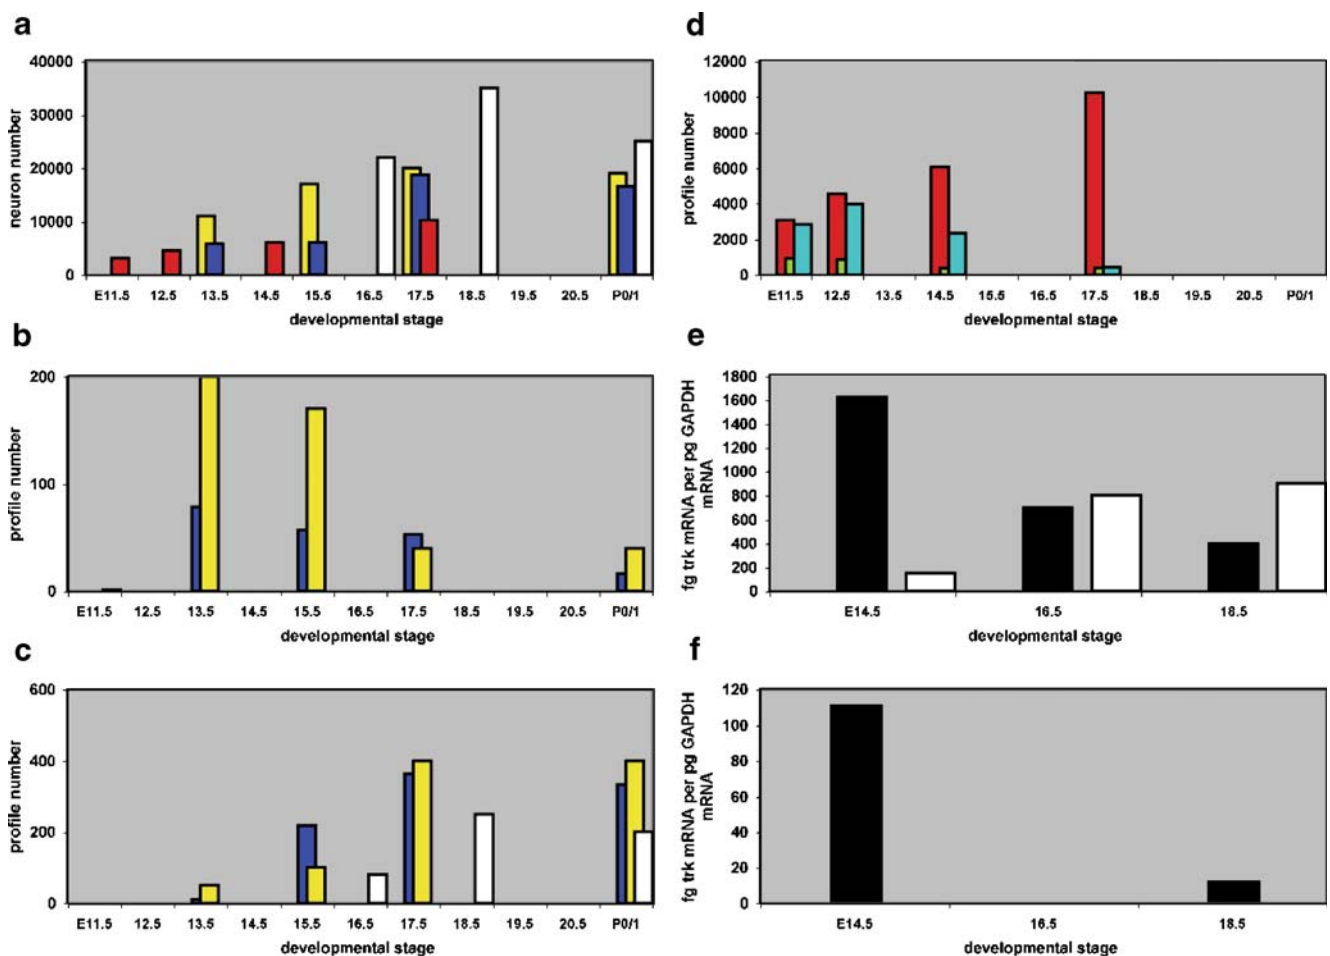 a
40000
30000
20000
10000
0
neuron number
E11.5 12.5 13.5 14.5 15.5 16.5 17.5 18.5 19.5 20.5 P0/1
developmental stage
b
200
100
0
profile number
E11.5 12.5 13.5 14.5 15.5 16.5 17.5 18.5 19.5 20.5 P0/1
developmental stage
c
600
400
200
0
profile number
E11.5 12.5 13.5 14.5 15.5 16.5 17.5 18.5 19.5 20.5 P0/1
developmental stage
d
12000
10000
8000
6000
4000
2000
0
profile number
E11.5 12.5 13.5 14.5 15.5 16.5 17.5 18.5 19.5 20.5 P0/1
developmental stage
e
1800
1600
1400
1200
1000
800
600
400
200
0
fg trk mRNA per pg GAPDH
mRNA
E14.5 16.5 18.5
developmental stage
f
120
100
80
60
40
20
0
fg trk mRNA per pg GAPDH
mRNA
E14.5 16.5 18.5
developmental stage